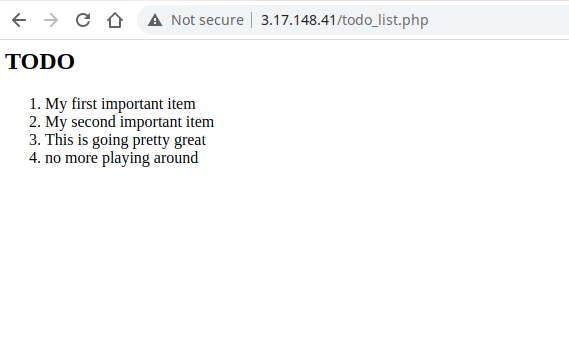 Not secure | 3.17.148.41/todo_list.php
TODO
1. My first important item
2. My second important item
3. This is going pretty great
4. no more playing around